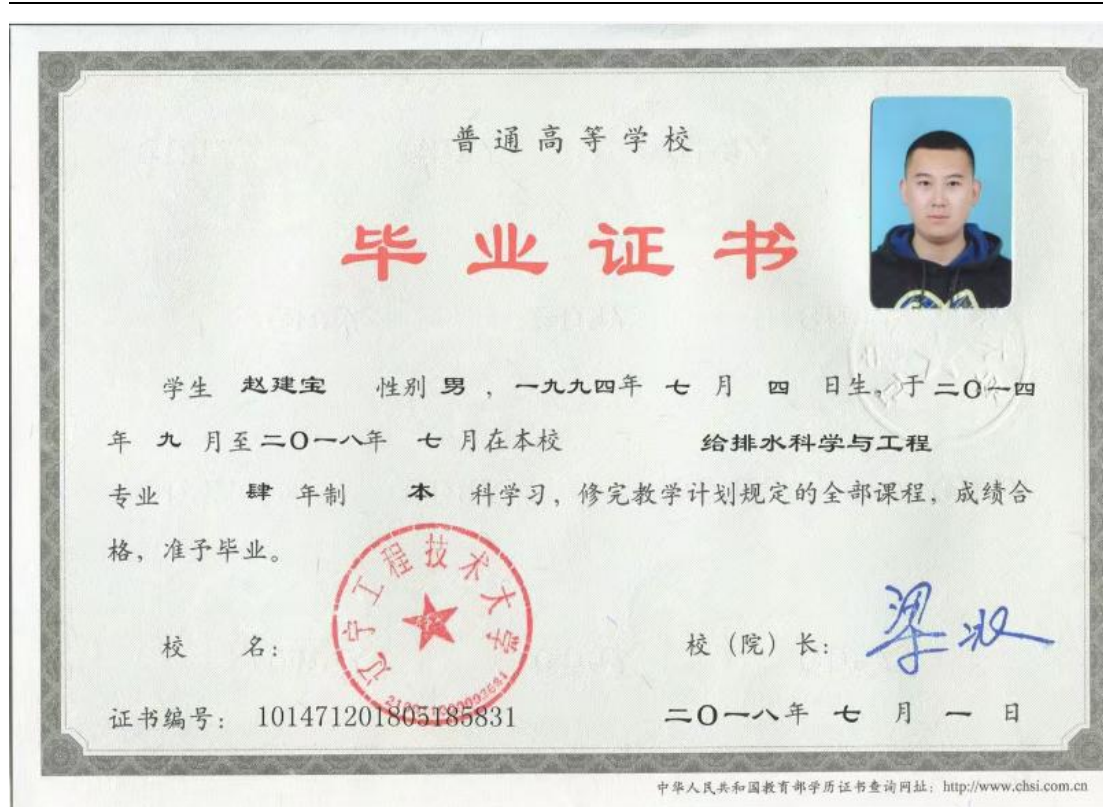 普通高等学校
毕业证书
学生 赵建宝 性别 男 ，一九九四年 七 月 四 日生，于二〇一四
年 九 月至二〇一八年 七 月在本校 给排水科学与工程
专业 肆 年制 本 科学习，修完教学计划规定的全部课程，成绩合
格，准予毕业。
辽宁工程技术大学
校 名： 校（院）长：
证书编号： 101471201805185831 二〇一八年 七 月 一 日
中华人民共和国教育部学历证书查询网址：http://www.chsi.com.cn